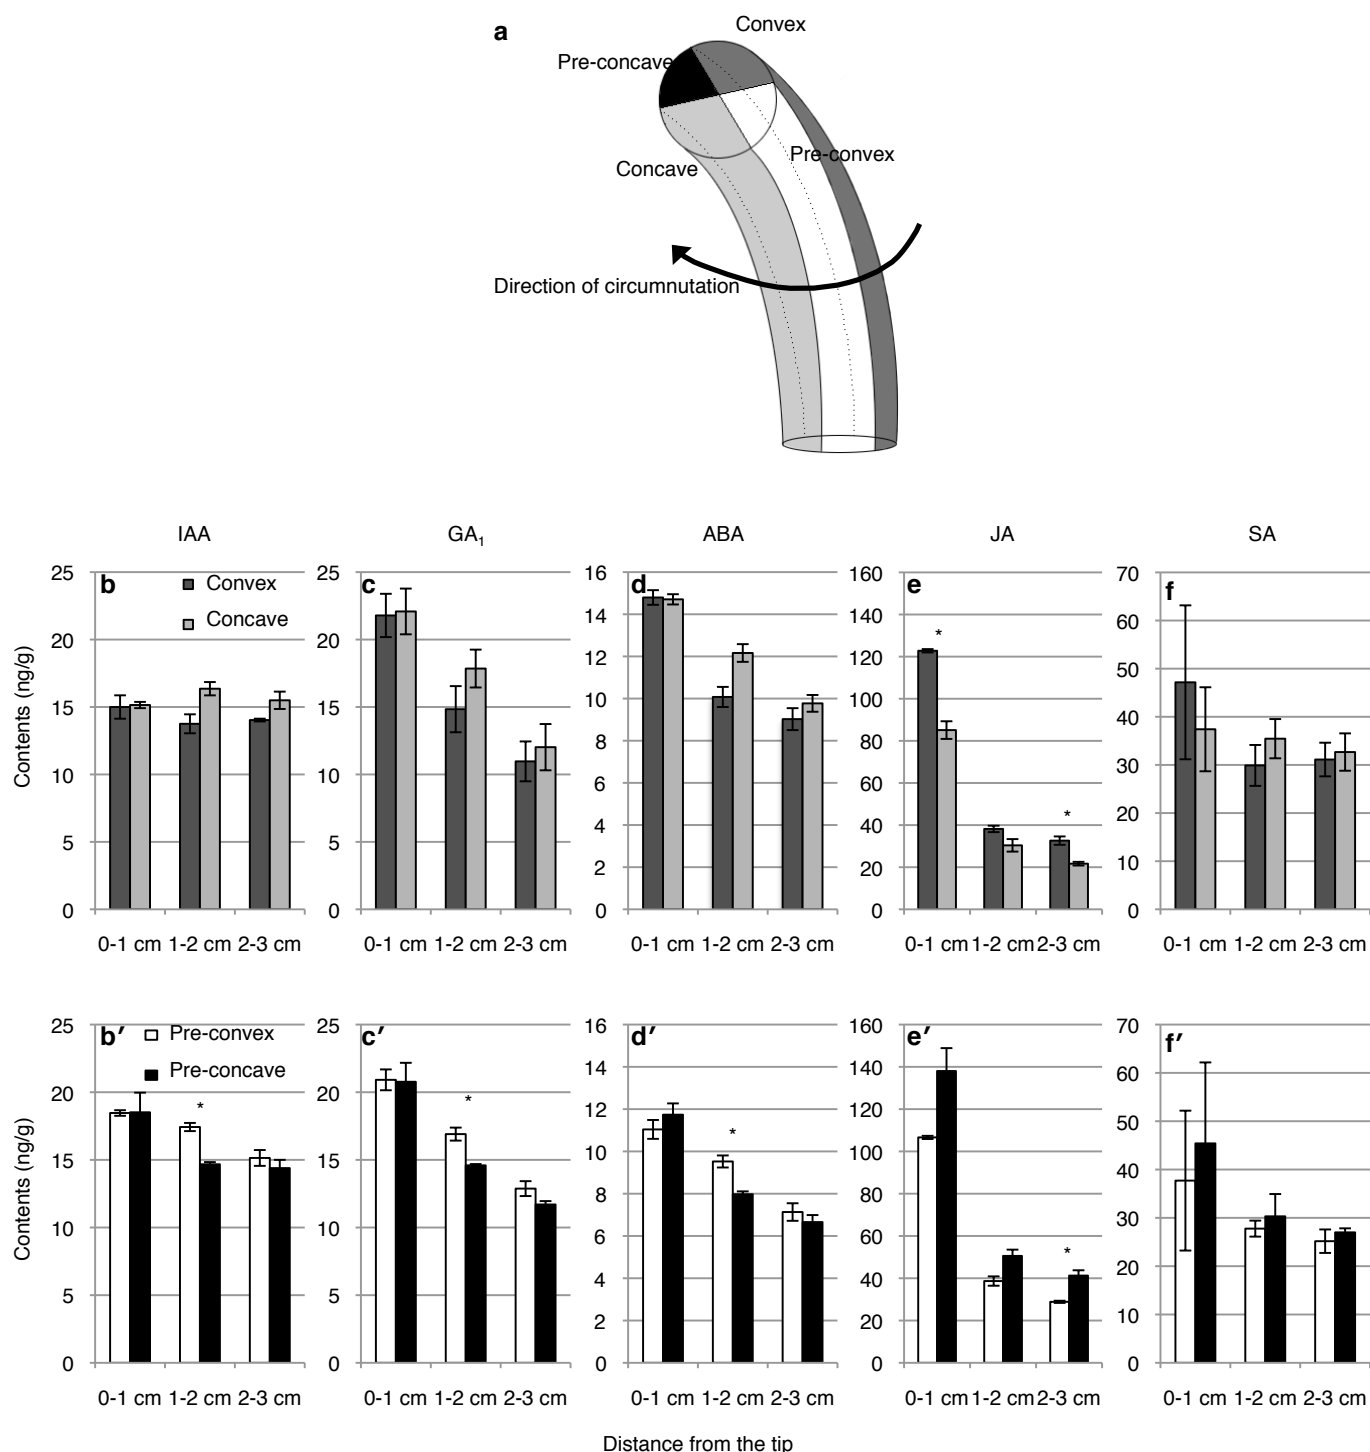 a
Convex
Pre-concave
Concave
Pre-convex
Direction of circumnutation
IAA
GA1
ABA
JA
SA
Contents (ng/g)
b
Convex
Concave
25
20
15
10
5
0
0-1 cm 1-2 cm 2-3 cm
c
25
20
15
10
5
0
0-1 cm 1-2 cm 2-3 cm
d
16
14
12
10
8
6
4
2
0
0-1 cm 1-2 cm 2-3 cm
e
160
140
120
100
80
60
40
20
0
*
*
0-1 cm 1-2 cm 2-3 cm
f
70
60
50
40
30
20
10
0
0-1 cm 1-2 cm 2-3 cm
Contents (ng/g)
b′
Pre-convex
Pre-concave
25
20
15
10
5
0
*
0-1 cm 1-2 cm 2-3 cm
c′
25
20
15
10
5
0
*
0-1 cm 1-2 cm 2-3 cm
d′
16
14
12
10
8
6
4
2
0
*
0-1 cm 1-2 cm 2-3 cm
e′
160
140
120
100
80
60
40
20
0
*
0-1 cm 1-2 cm 2-3 cm
f′
70
60
50
40
30
20
10
0
0-1 cm 1-2 cm 2-3 cm
Distance from the tip